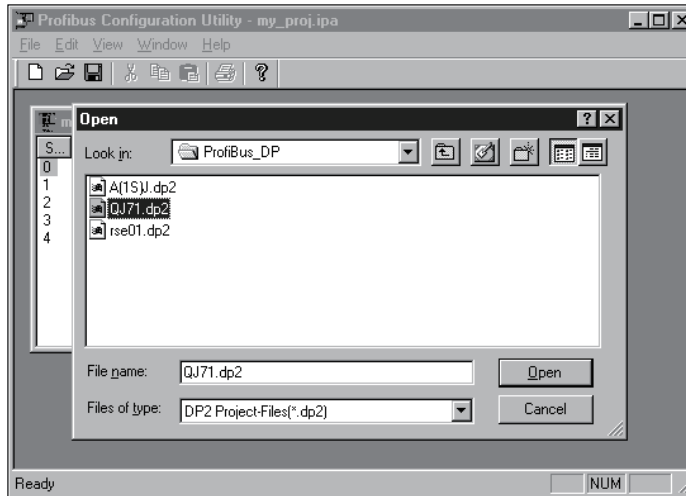 Profibus Configuration Utility - my_proj.ipa
File Edit View Window Help
m
Open
S...
0
1
2
3
4
Look in:
ProfiBus_DP
A(1S)J.dp2
QJ71.dp2
rse01.dp2
File name:
QJ71.dp2
Open
Files of type:
DP2 Project-Files(*.dp2)
Cancel
Ready
NUM